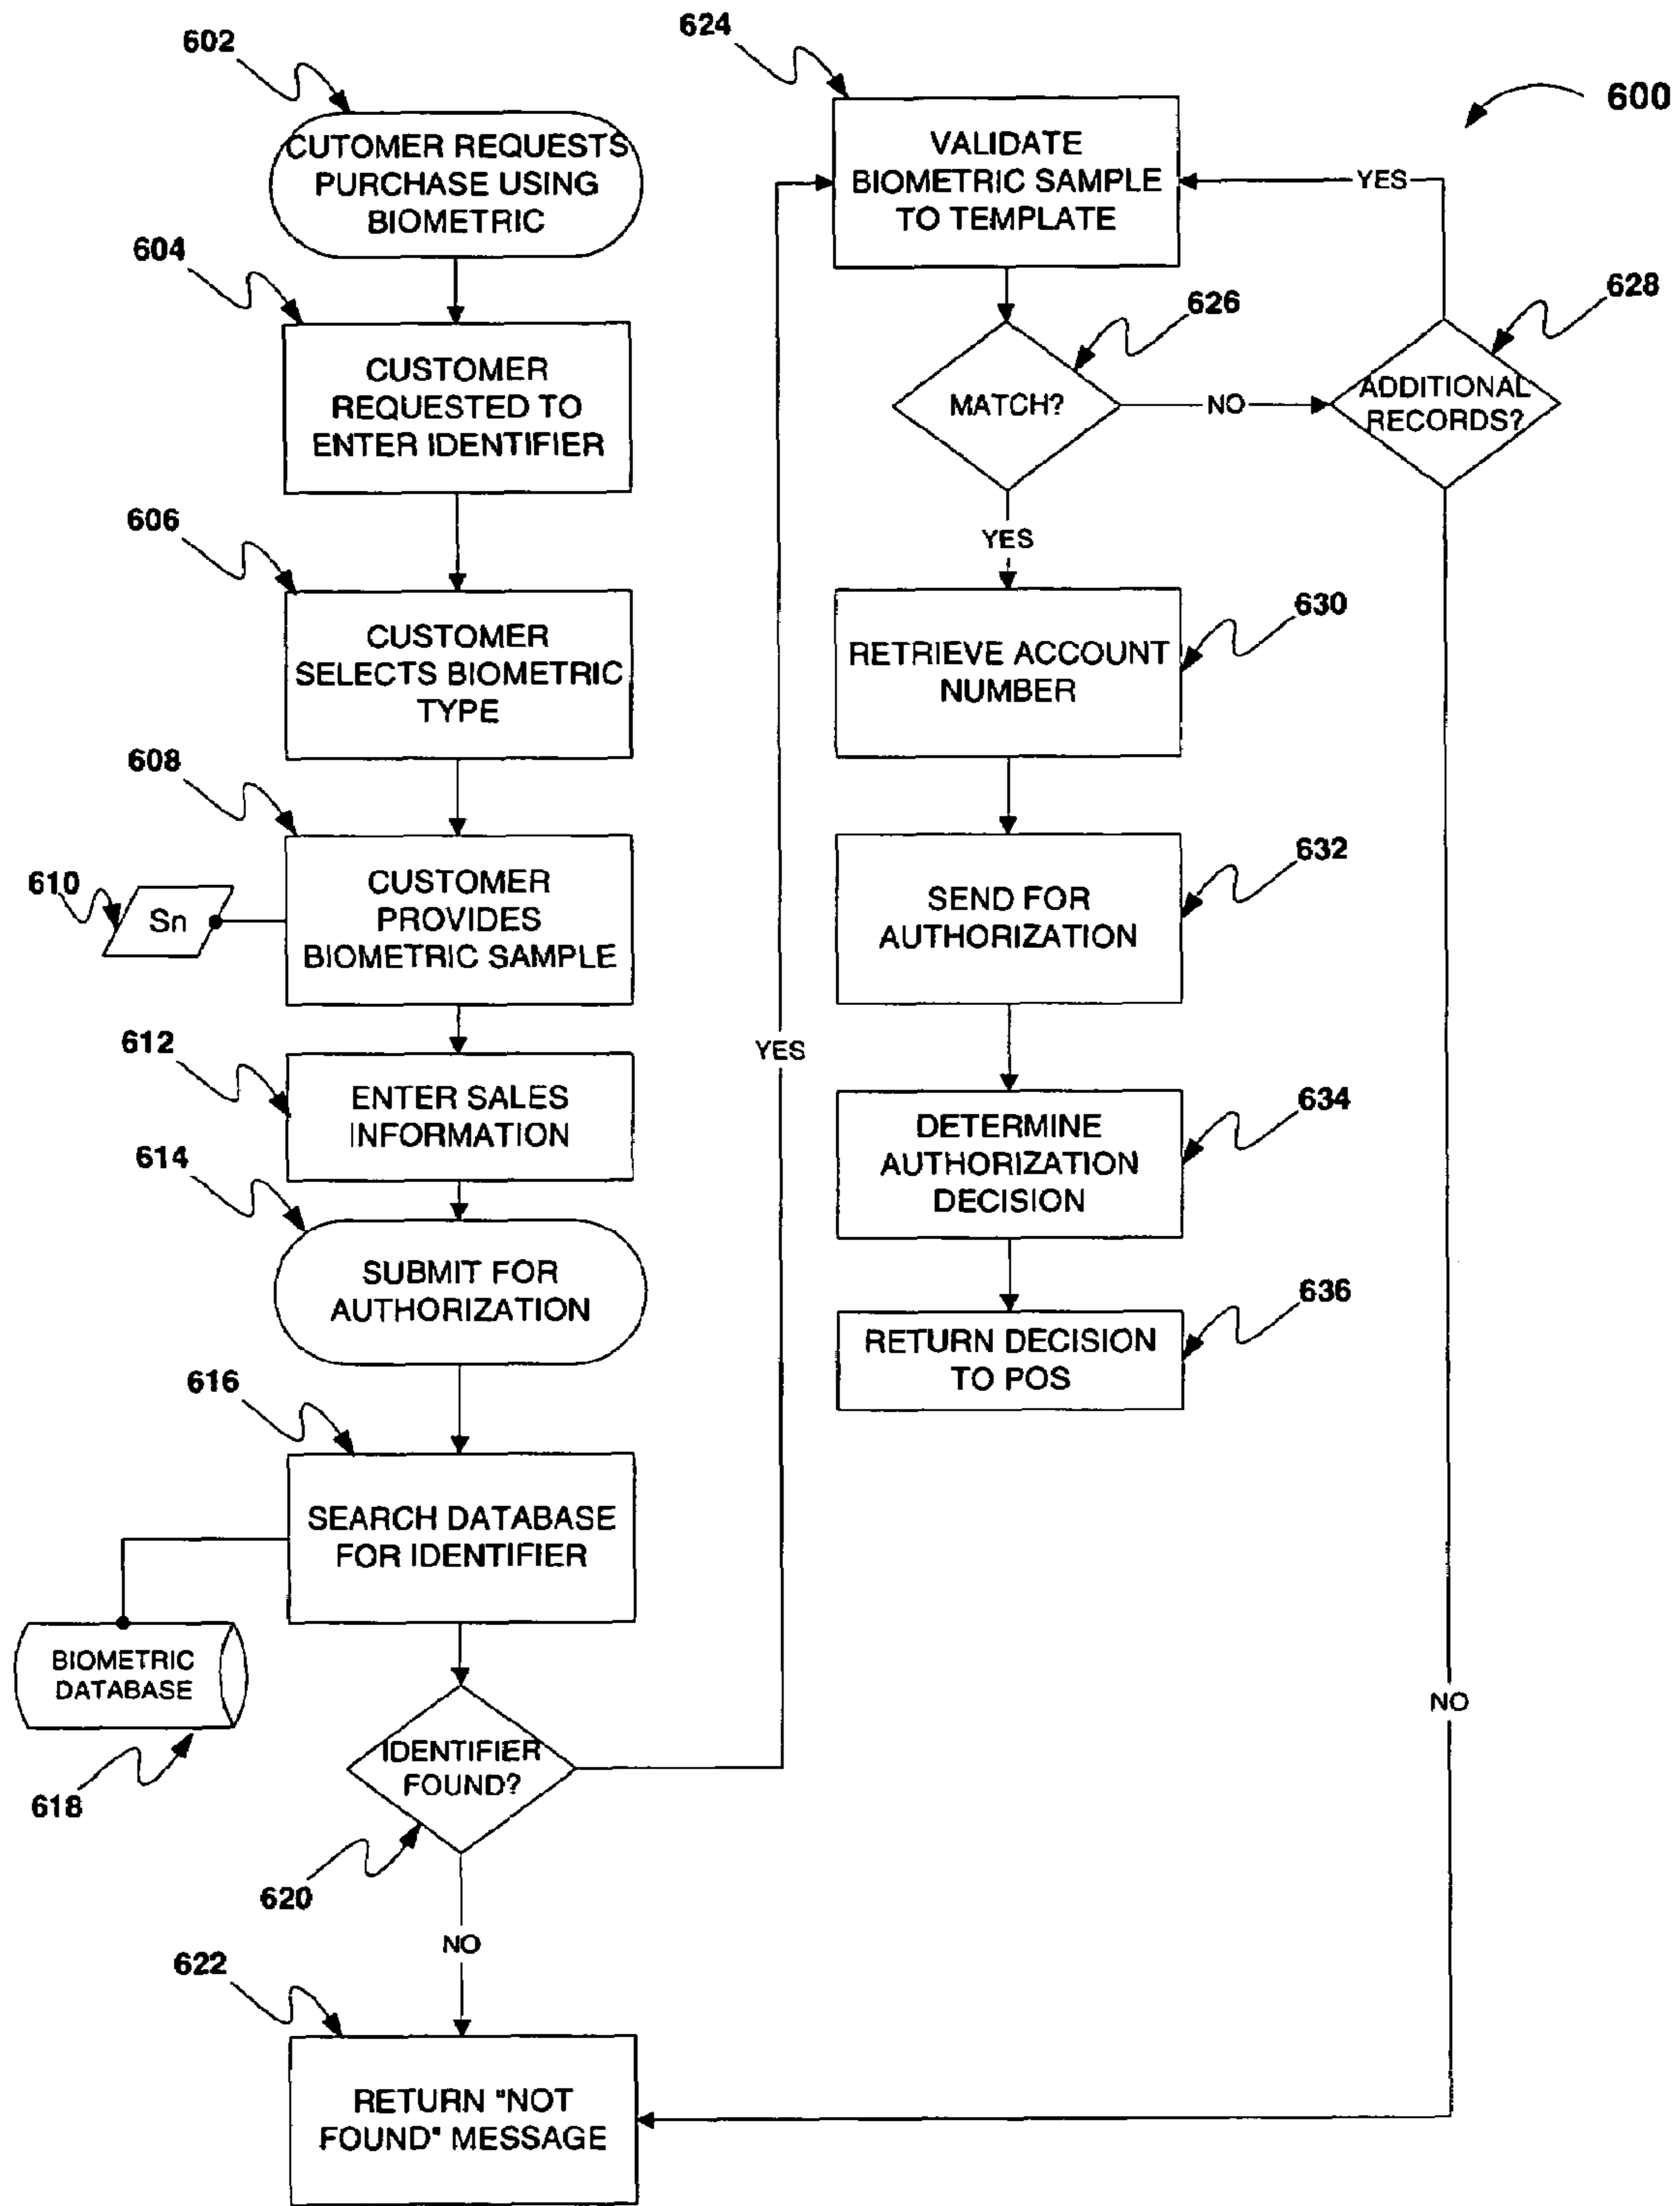 602
CUTOMER REQUESTS
PURCHASE USING
BIOMETRIC
604
CUSTOMER
REQUESTED TO
ENTER IDENTIFIER
606
CUSTOMER
SELECTS BIOMETRIC
TYPE
608
CUSTOMER
PROVIDES
BIOMETRIC SAMPLE
610
Sn
612
ENTER SALES
INFORMATION
614
SUBMIT FOR
AUTHORIZATION
616
SEARCH DATABASE
FOR IDENTIFIER
BIOMETRIC
DATABASE
618
IDENTIFIER
FOUND?
620
YES
NO
622
RETURN "NOT
FOUND" MESSAGE
624
VALIDATE
BIOMETRIC SAMPLE
TO TEMPLATE
600
YES
626
MATCH?
NO
628
ADDITIONAL
RECORDS?
YES
630
RETRIEVE ACCOUNT
NUMBER
632
SEND FOR
AUTHORIZATION
634
DETERMINE
AUTHORIZATION
DECISION
636
RETURN DECISION
TO POS
NO